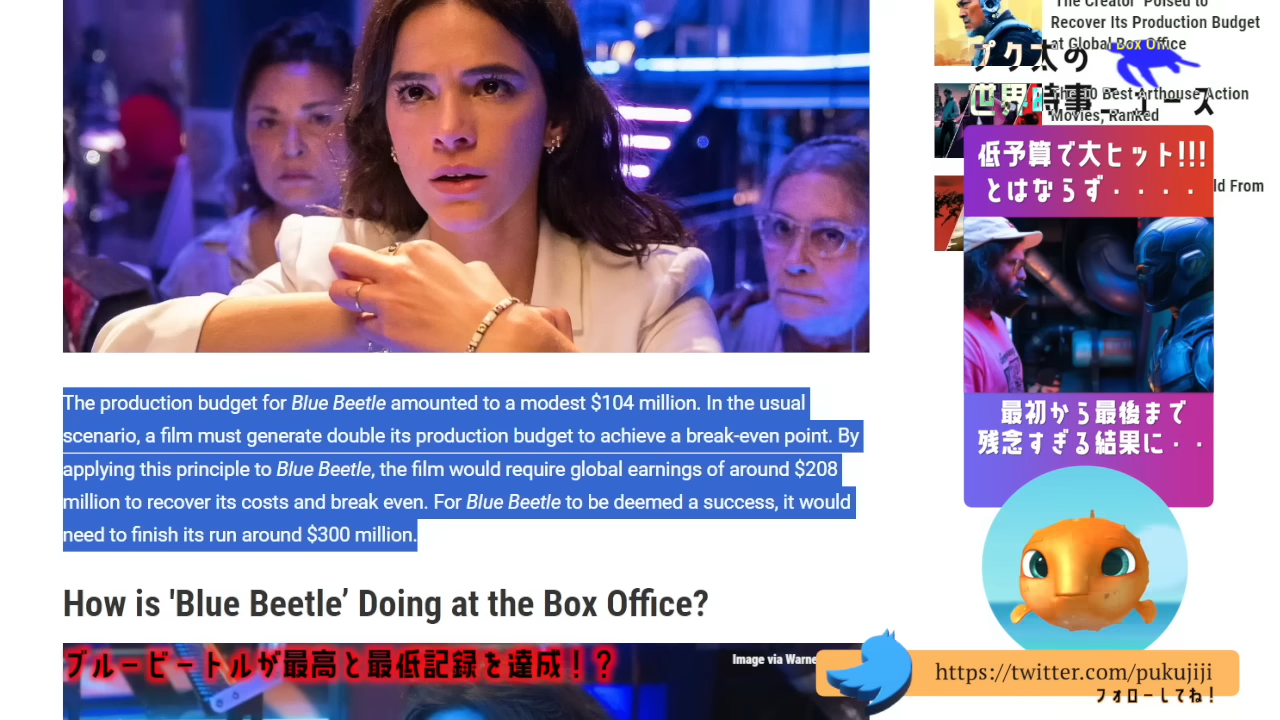 'The Creator' Poised to
Recover Its Production Budget
at Global Box Office
プク太の
世界時事ニュース
The 10 Best Arthouse Action
Movies, Ranked
ld From
低予算で大ヒット!!!
とはならず・・・・
最初から最後まで
残念すぎる結果に・・
The production budget for Blue Beetle amounted to a modest $104 million. In the usual
scenario, a film must generate double its production budget to achieve a break-even point. By
applying this principle to Blue Beetle, the film would require global earnings of around $208
million to recover its costs and break even. For Blue Beetle to be deemed a success, it would
need to finish its run around $300 million.
How is 'Blue Beetle’ Doing at the Box Office?
ブルービートルが最高と最低記録を達成！？
Image via Warne
https://twitter.com/pukujiji
フォローしてね！